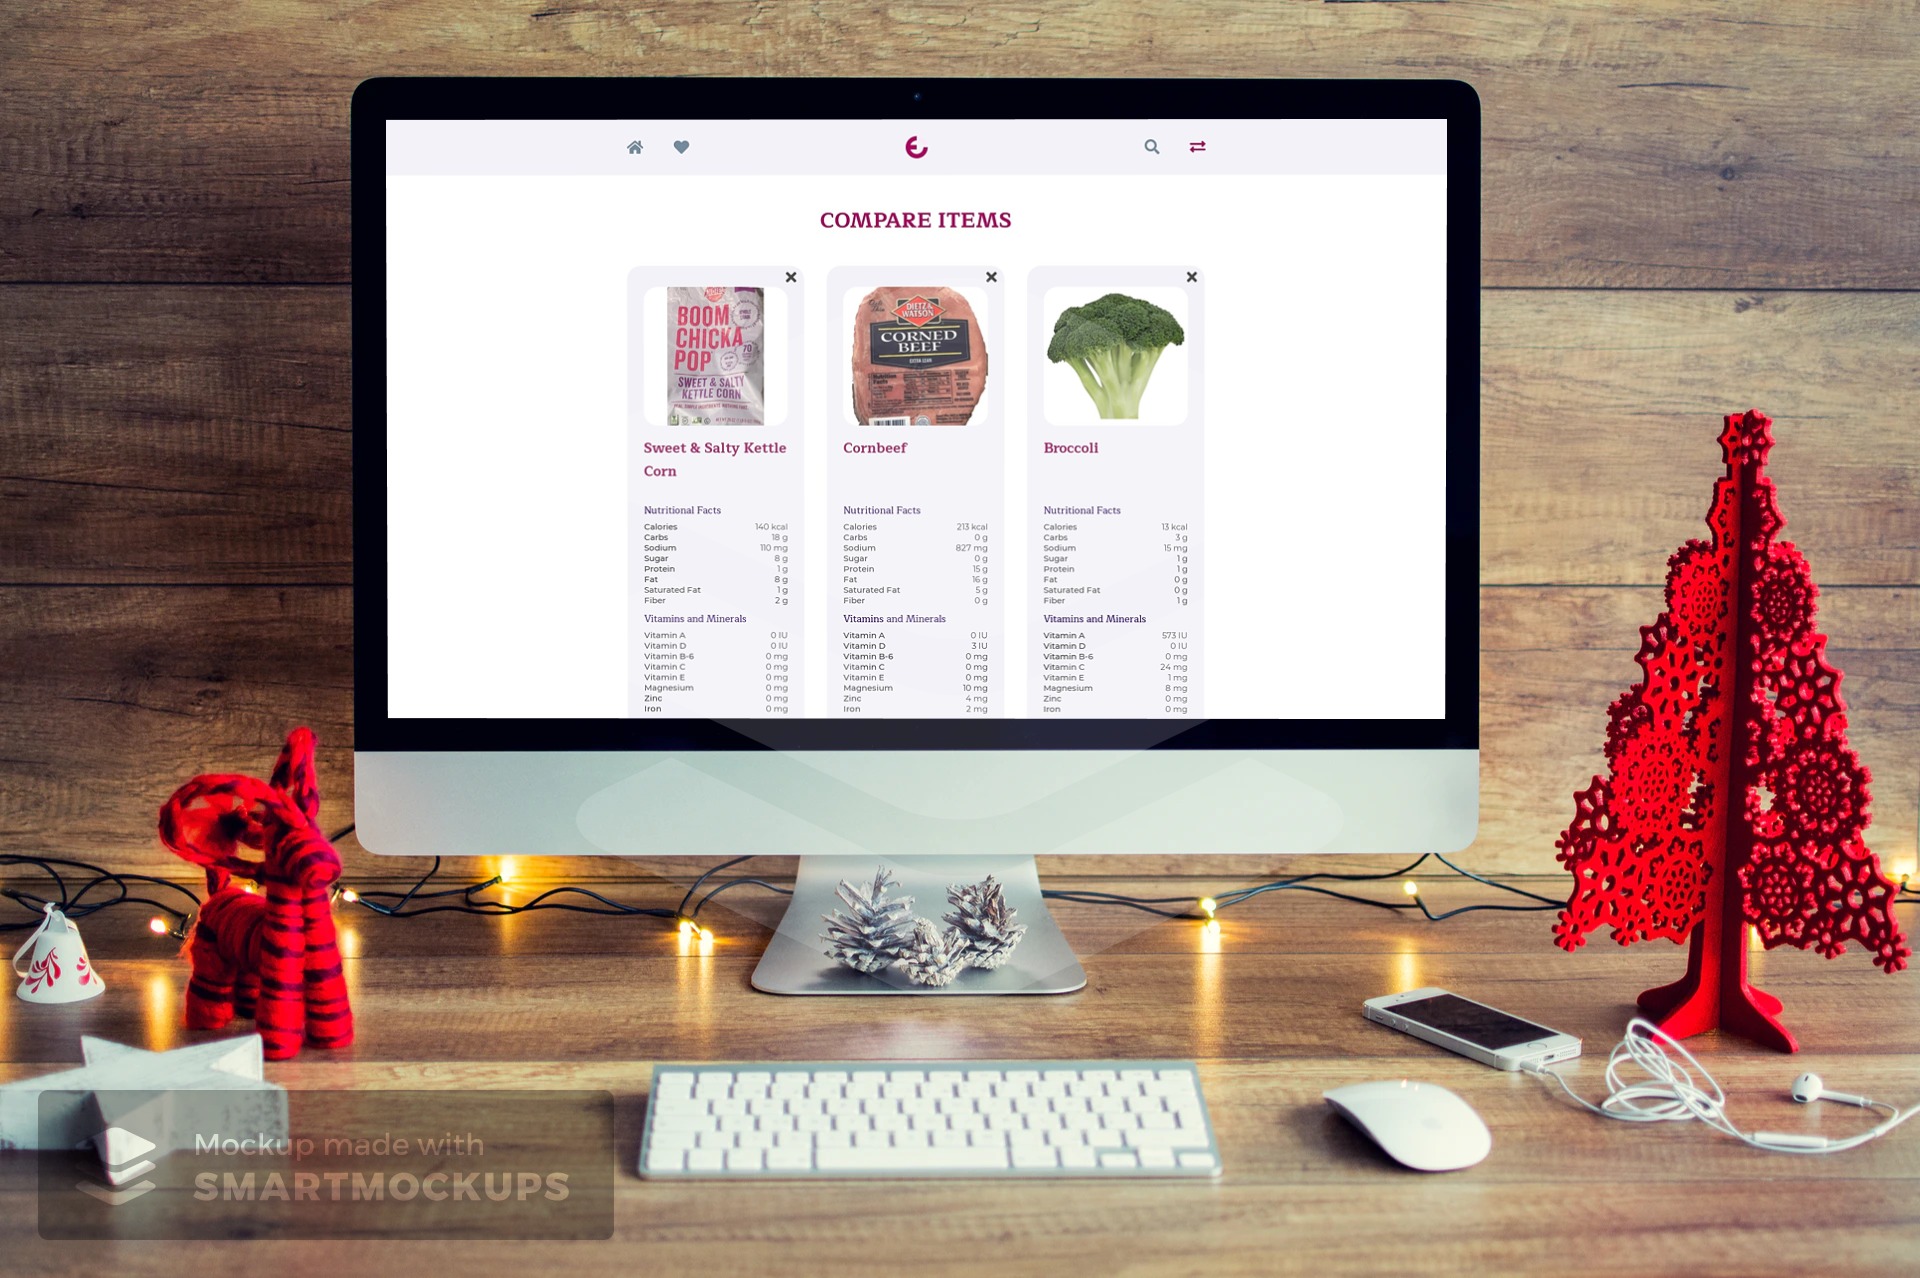 COMPARE ITEMS
BOOM
CHICKA
POP
70
SWEET & SALTY
KETTLE CORN
DIETZ &
WATSON
CORNED
BEEF
EXTRA LEAN
Nutrition
Facts
Sweet & Salty Kettle
Corn
Nutritional Facts
Calories 140 kcal
Carbs 18 g
Sodium 110 mg
Sugar 8 g
Protein 1 g
Fat 8 g
Saturated Fat 1 g
Fiber 2 g
Vitamins and Minerals
Vitamin A 0 IU
Vitamin D 0 IU
Vitamin B-6 0 mg
Vitamin C 0 mg
Vitamin E 0 mg
Magnesium 0 mg
Zinc 0 mg
Iron 0 mg
Cornbeef
Nutritional Facts
Calories 213 kcal
Carbs 0 g
Sodium 827 mg
Sugar 0 g
Protein 15 g
Fat 16 g
Saturated Fat 5 g
Fiber 0 g
Vitamins and Minerals
Vitamin A 0 IU
Vitamin D 3 IU
Vitamin B-6 0 mg
Vitamin C 0 mg
Vitamin E 0 mg
Magnesium 10 mg
Zinc 4 mg
Iron 2 mg
Broccoli
Nutritional Facts
Calories 13 kcal
Carbs 3 g
Sodium 15 mg
Sugar 1 g
Protein 1 g
Fat 0 g
Saturated Fat 0 g
Fiber 1 g
Vitamins and Minerals
Vitamin A 573 IU
Vitamin D 0 IU
Vitamin B-6 0 mg
Vitamin C 24 mg
Vitamin E 1 mg
Magnesium 8 mg
Zinc 0 mg
Iron 0 mg
Mockup made with
SMARTMOCKUPS